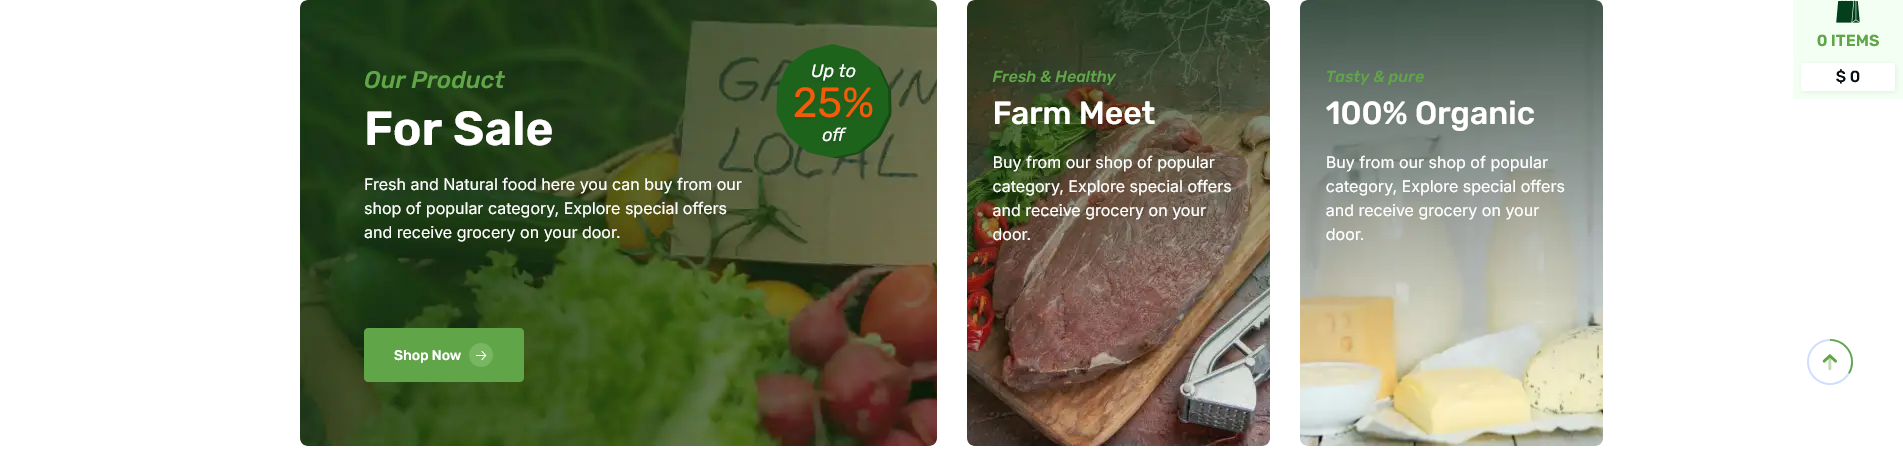 Our Product
For Sale
Fresh and Natural food here you can buy from our
shop of popular category, Explore special offers
and receive grocery on your door.
Shop Now
Up to
25%
off
GROWN
LOCAL
Fresh & Healthy
Farm Meet
Buy from our shop of popular
category, Explore special offers
and receive grocery on your
door.
Tasty & pure
100% Organic
Buy from our shop of popular
category, Explore special offers
and receive grocery on your
door.
0 ITEMS
$ 0